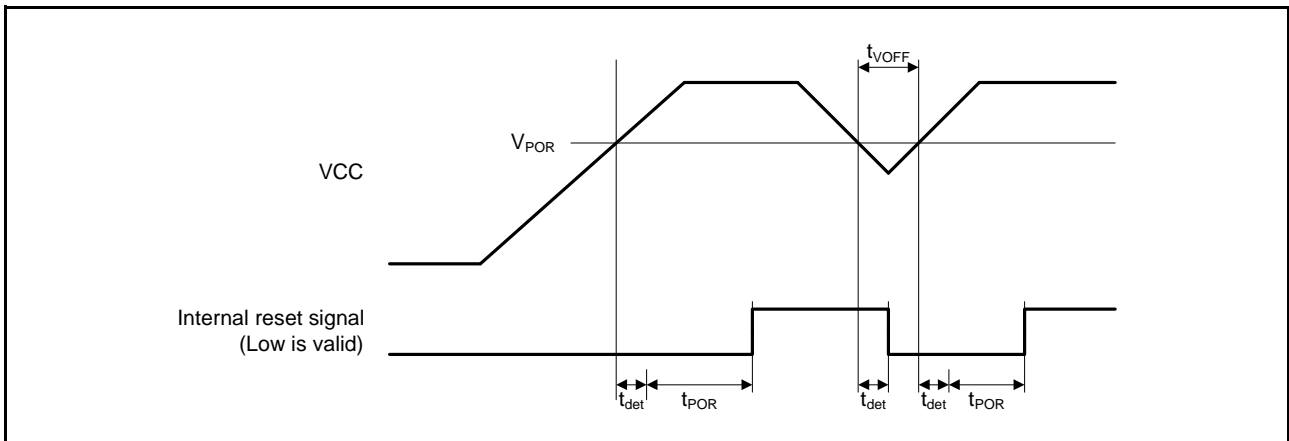 tVOFF
VPOR
VCC
Internal reset signal
(Low is valid)
tdet
tPOR
tdet
tdet
tPOR